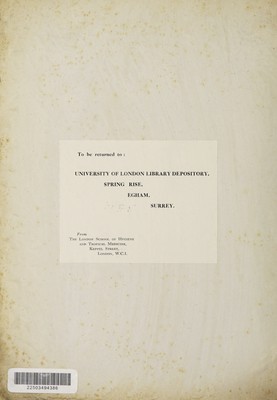 To be returned to :
UNIVERSITY OF LONDON LIBRARY DEPOSITORY,
SPRING RISE,
EGHAM,
SURREY.
From
The London School of Hygiene
and Tropical Medicine,
Keppel Street,
London, W.C.1.
22503494386